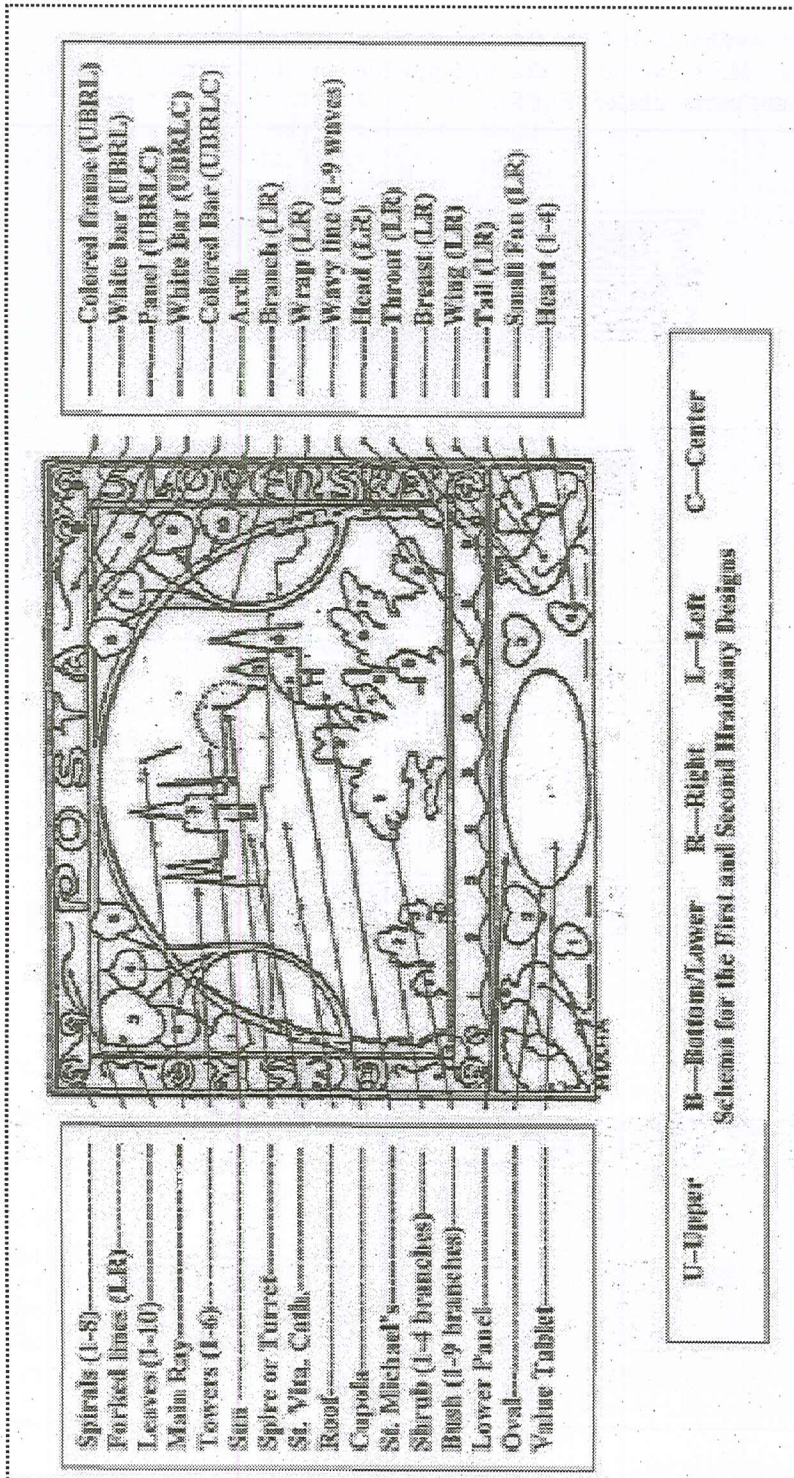 Spirals (1-8)
Forked lines (LR)
Leaves (1-10)
Main Ray
Towers (1-6)
Sun
Spire or Turret
St. Vita. Cath.
Roof
Cupola
St. Michael's
Shrub (1-4 branches)
Bush (1-9 branches)
Lower Panel
Oval
Value Tablet
POSTA
ČESKO
SLOVENSKÁ
MUCHA
Colored frame (UBRL)
White bar (UBRL)
Panel (UBRLC)
White Bar (UBRLC)
Colored Bar (UBRLC)
Arch
Branch (LR)
Wrap (LR)
Wavy line (1-9 waves)
Head (LR)
Throat (LR)
Breast (LR)
Wing (LR)
Tail (LR)
Small Fan (LR)
Heart (1-4)
U–Upper B—Bottom/Lower R—Right L—Left C—Center
Schema for the First and Second Hradčany Designs